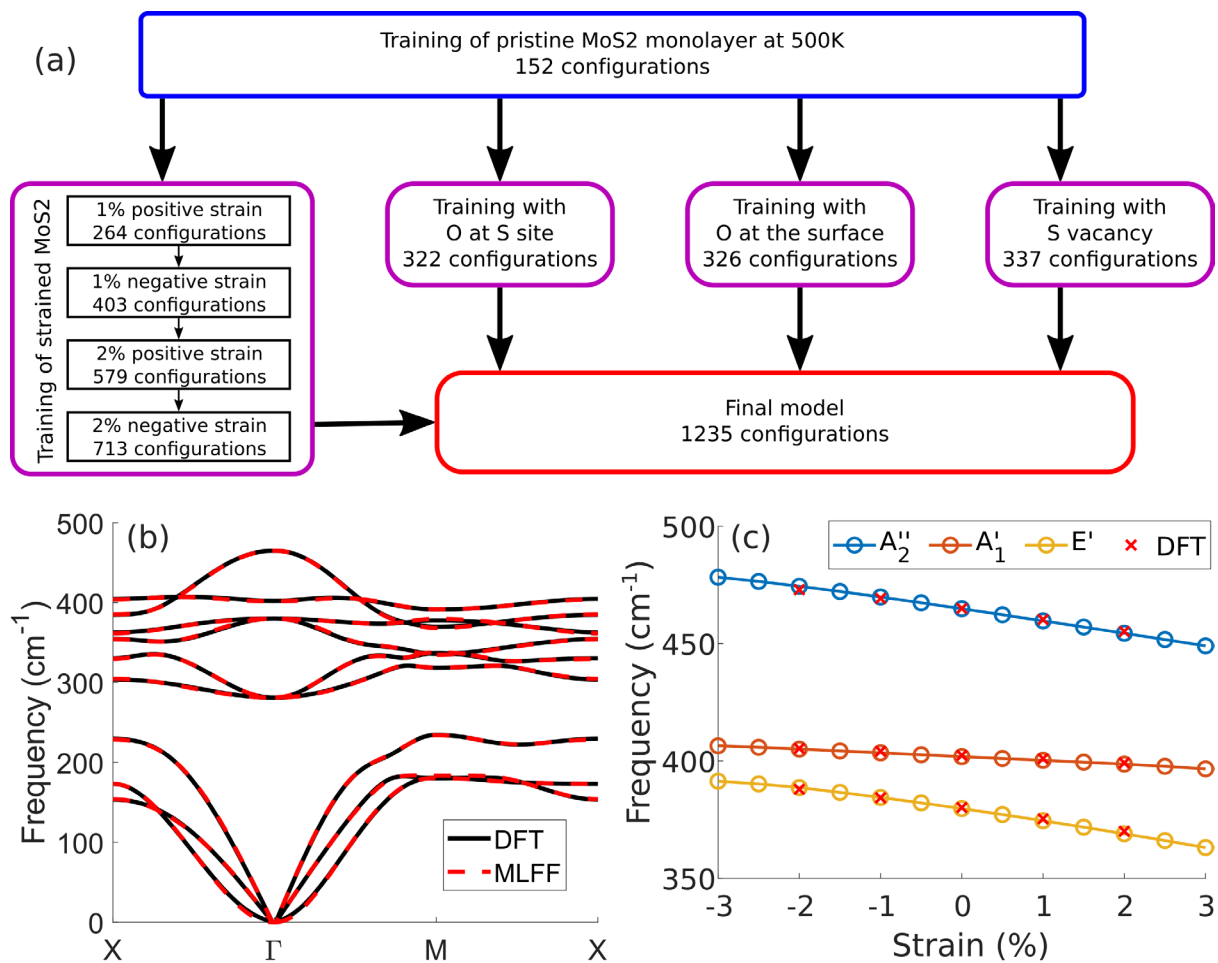 (a)
Training of pristine MoS2 monolayer at 500K
152 configurations
Training of strained MoS2
1% positive strain
264 configurations
1% negative strain
403 configurations
2% positive strain
579 configurations
2% negative strain
713 configurations
Training with
O at S site
322 configurations
Training with
O at the surface
326 configurations
Training with
S vacancy
337 configurations
Final model
1235 configurations
(b)
Frequency (cm⁻¹)
500
400
300
200
100
0
X Γ M X
DFT
MLFF
(c)
Frequency (cm⁻¹)
500
450
400
350
-3 -2 -1 0 1 2 3
Strain (%)
A₂'' A₁' E' DFT